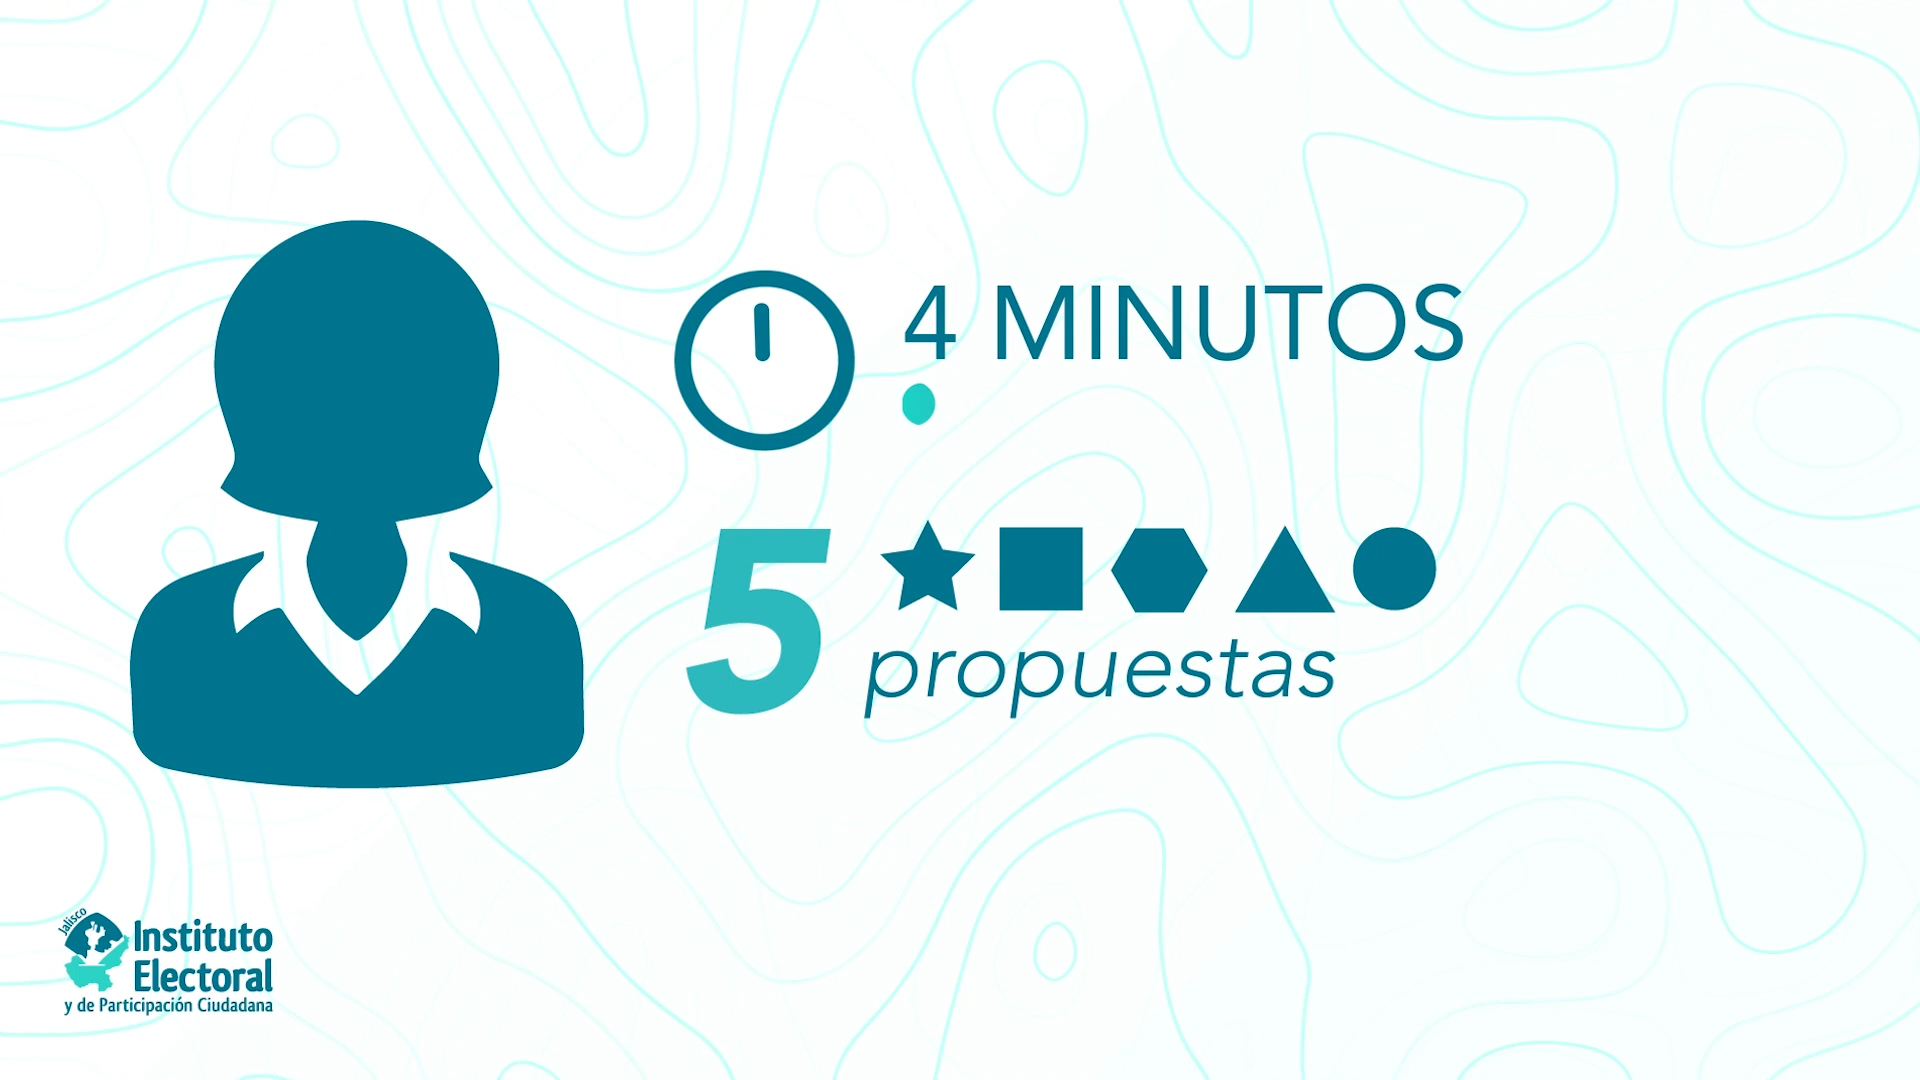 4 MINUTOS
5
propuestas
Jalisco
Instituto
Electoral
y de Participación Ciudadana